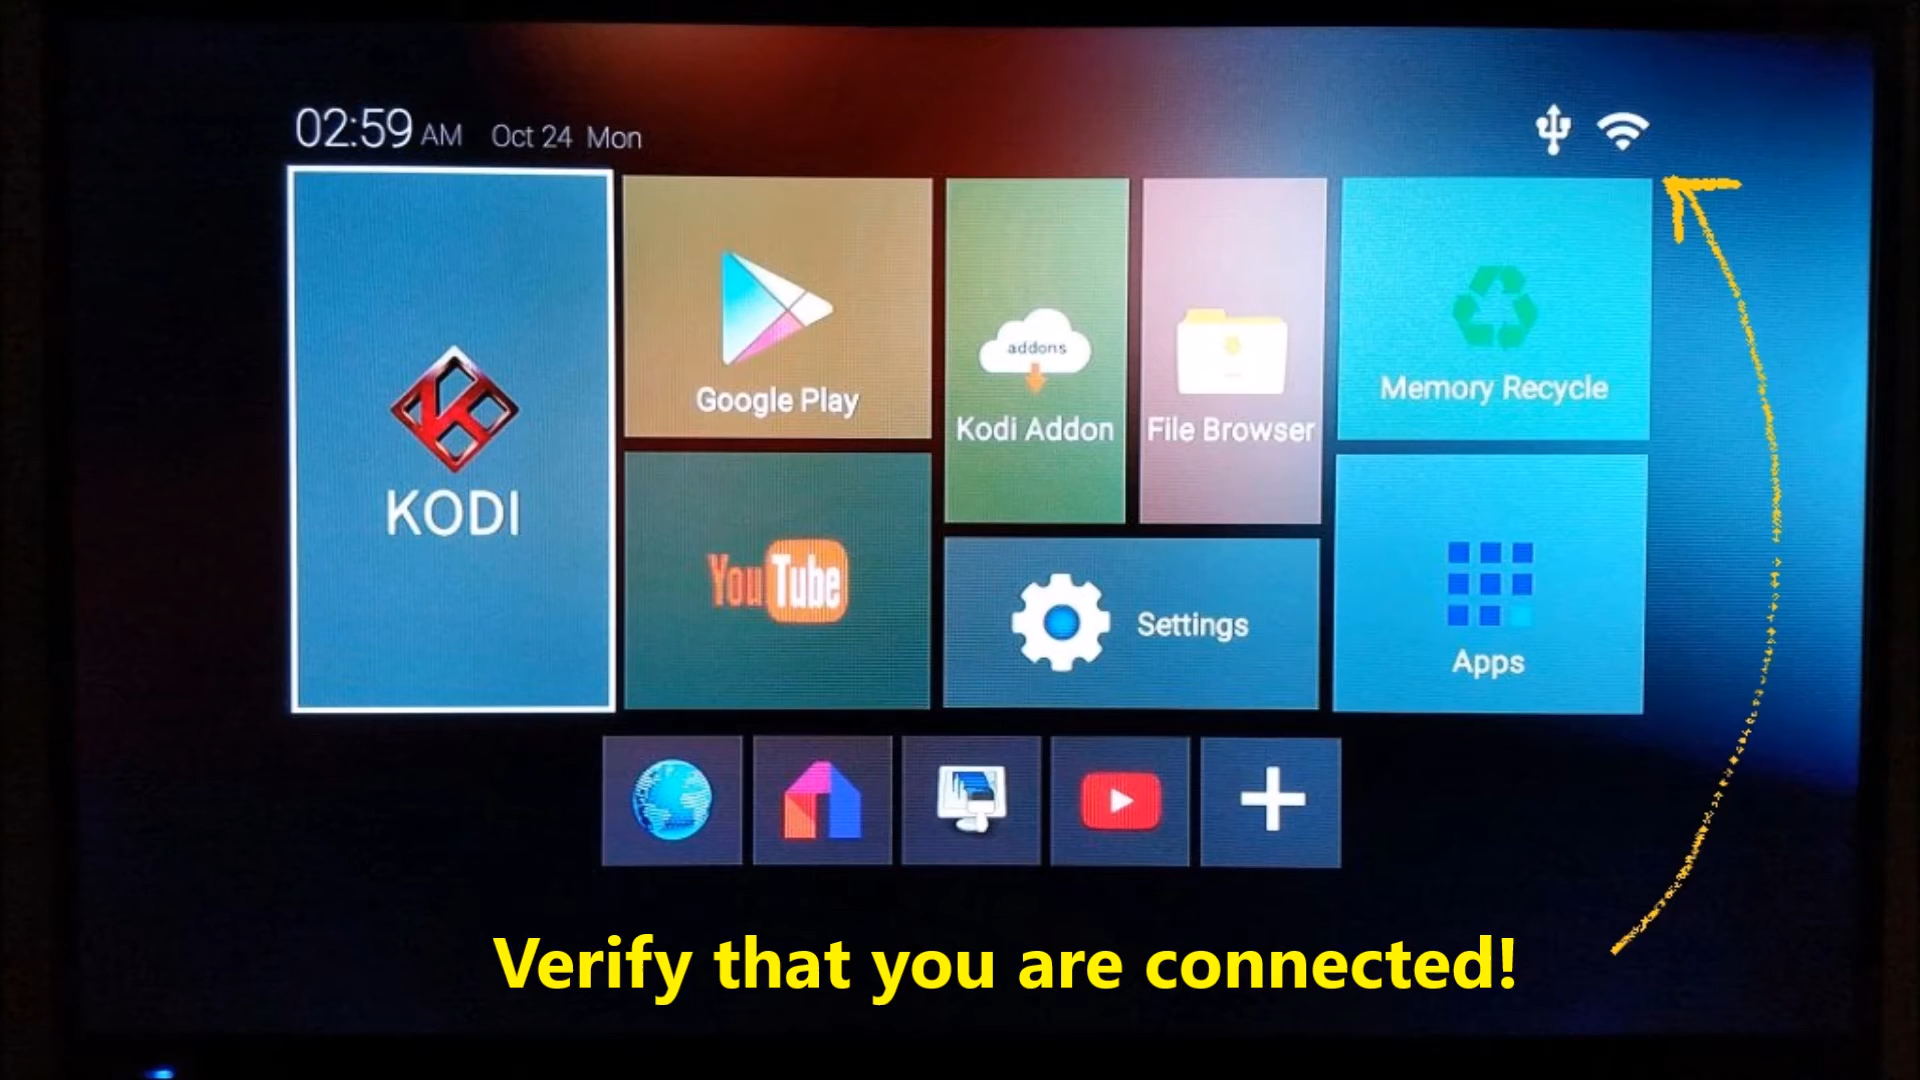 02:59 AM Oct 24 Mon
KODI
Google Play
addons
Kodi Addon
File Browser
Memory Recycle
YouTube
Settings
Apps
Verify that you are connected!